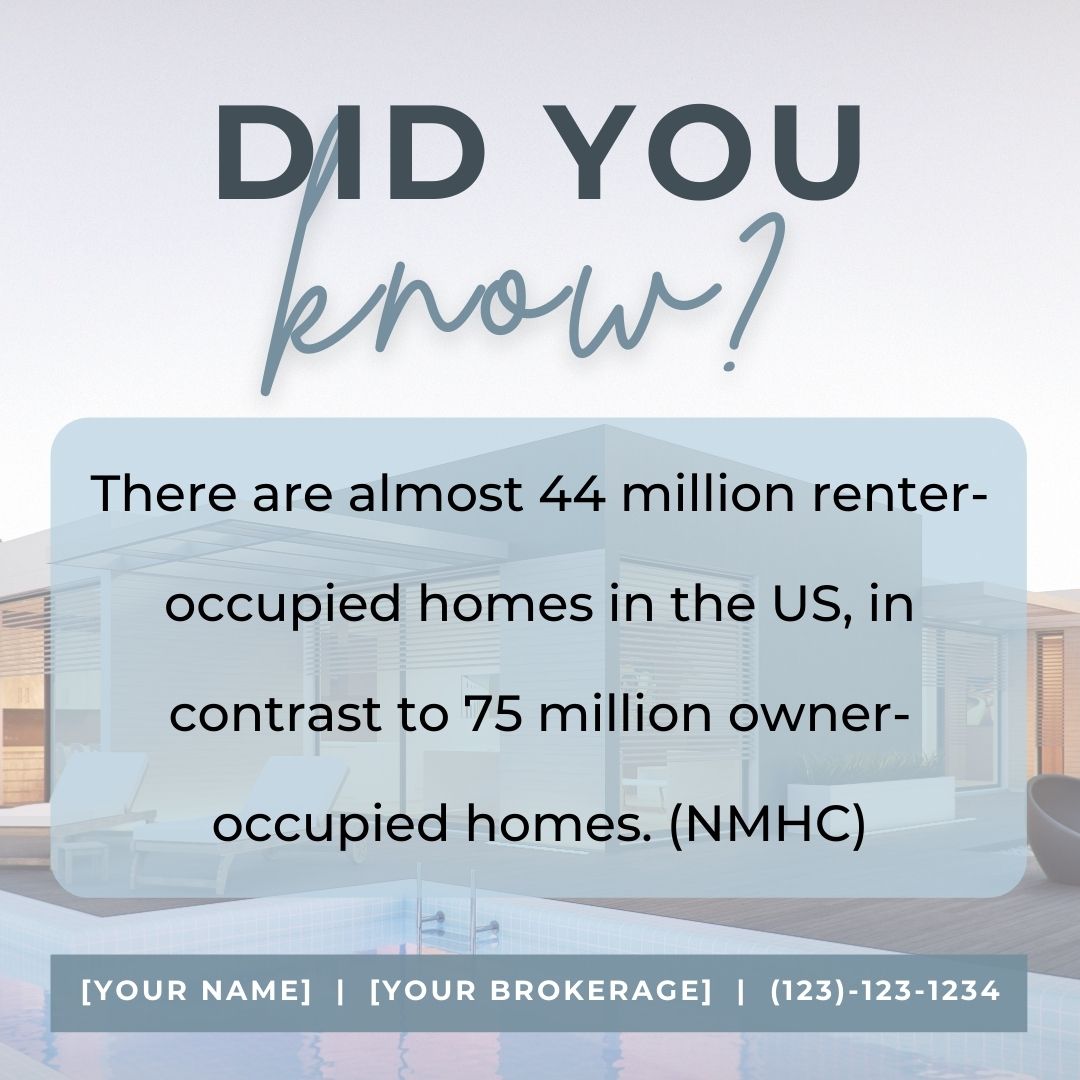 DID YOU
know?
There are almost 44 million renter-
occupied homes in the US, in
contrast to 75 million owner-
occupied homes. (NMHC)
[YOUR NAME] | [YOUR BROKERAGE] | (123)-123-1234